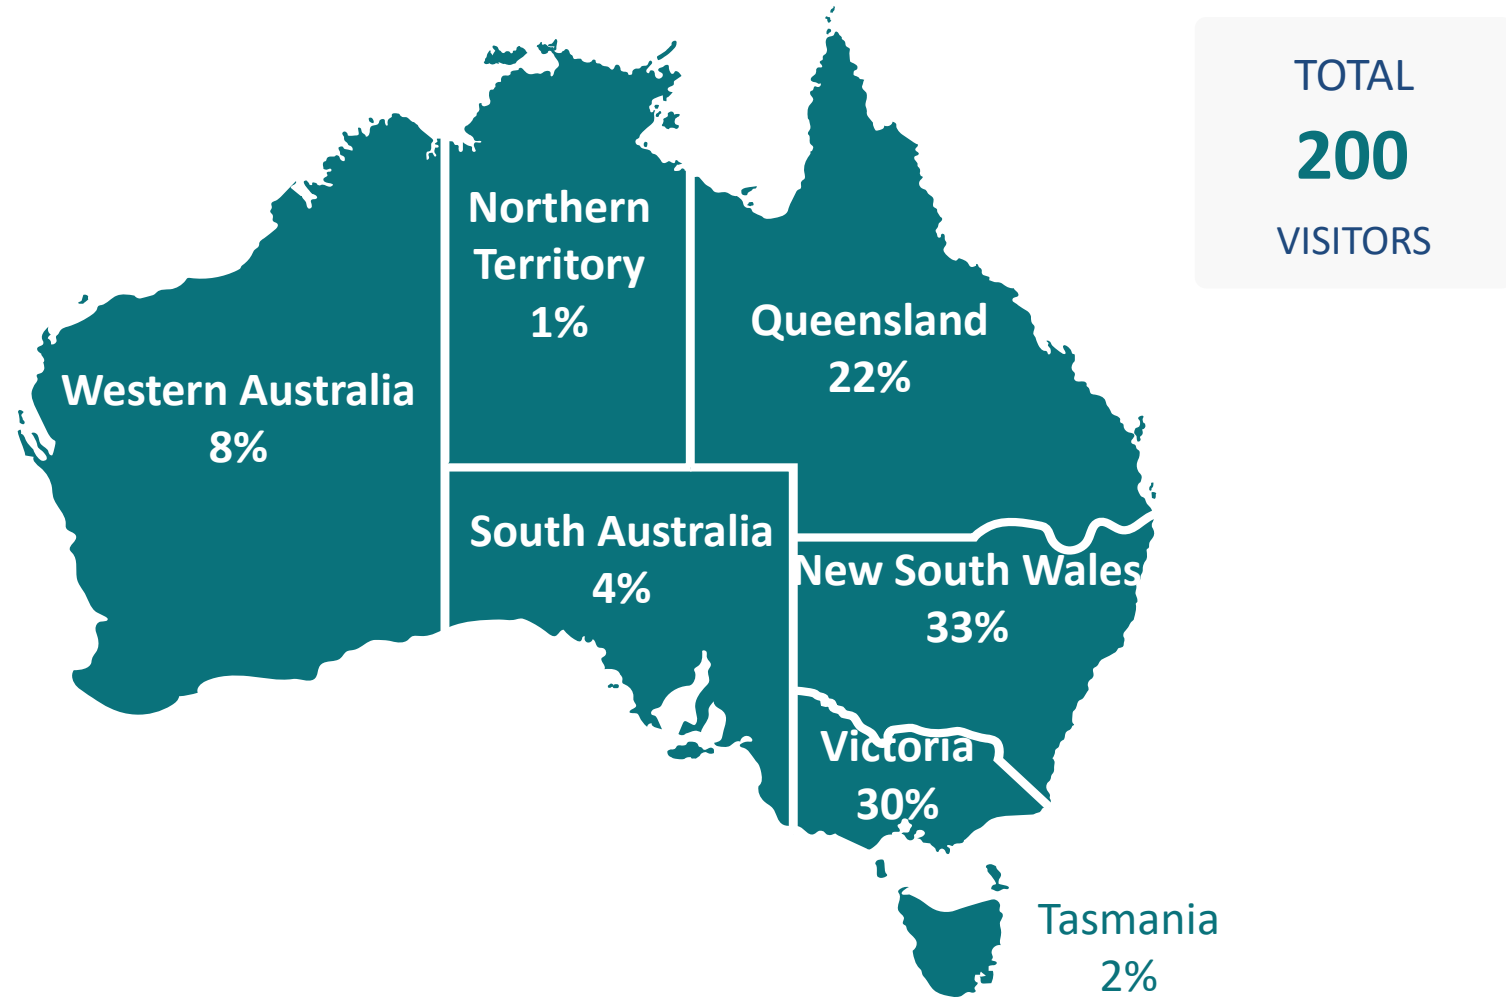 TOTAL
200
VISITORS
Northern
Territory
1%
Queensland
22%
Western Australia
8%
South Australia
4%
New South Wales
33%
Victoria
30%
Tasmania
2%